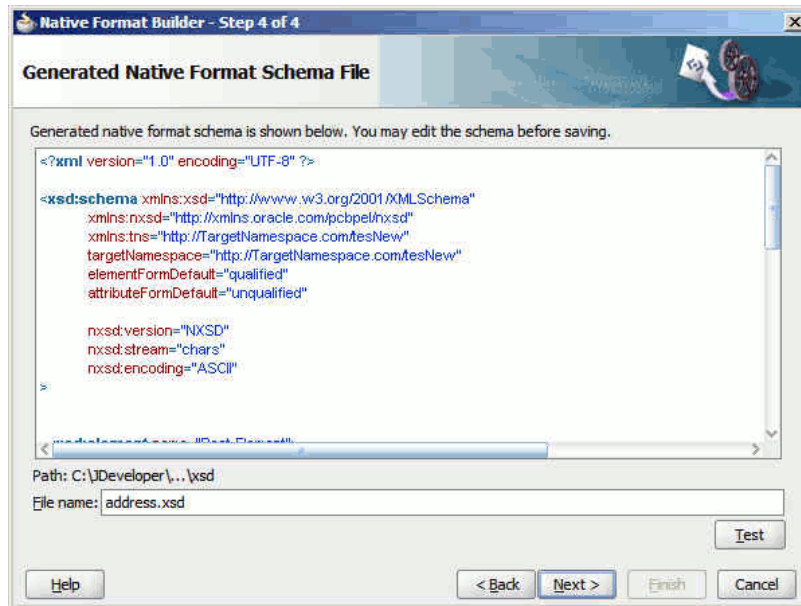 Native Format Builder - Step 4 of 4
Generated Native Format Schema File
Generated native format schema is shown below. You may edit the schema before saving.
<?xml version="1.0" encoding="UTF-8" ?>
<xsd:schema xmlns:xsd="http://www.w3.org/2001/XMLSchema"
xmlns:nxsd="http://xmlns.oracle.com/pcbpel/nxsd"
xmlns:tns="http://TargetNamespace.com/tesNew"
targetNamespace="http://TargetNamespace.com/tesNew"
elementFormDefault="qualified"
attributeFormDefault="unqualified"
nxsd:version="NXSD"
nxsd:stream="chars"
nxsd:encoding="ASCII"
>
Path: C:\JDeveloper\...\xsd
File name: address.xsd
Test
Help
< Back
Next >
Finish
Cancel